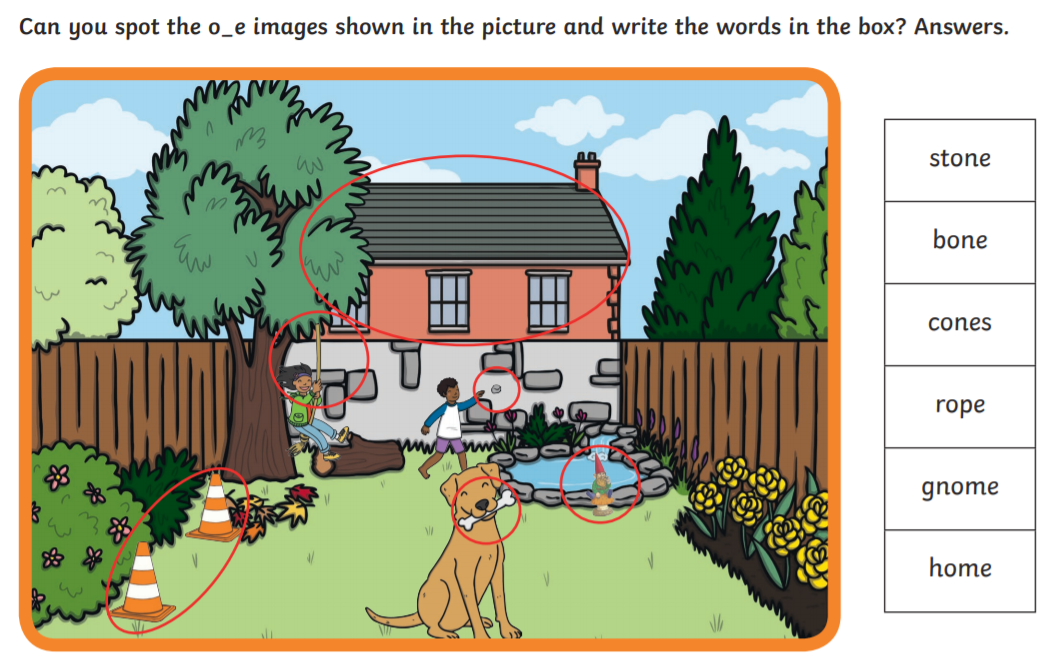 Can you spot the o_e images shown in the picture and write the words in the box? Answers.
stone
bone
cones
rope
gnome
home